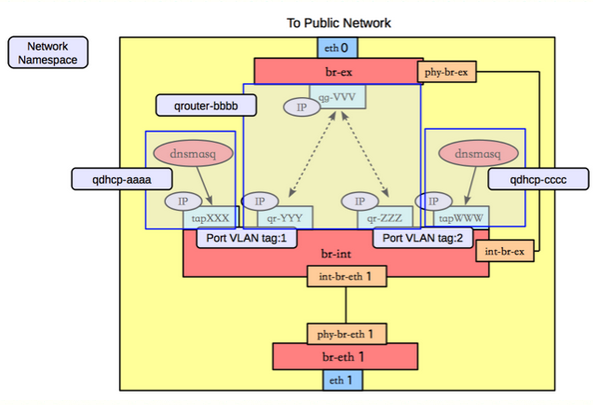 To Public Network
Network
Namespace
eth 0
br-ex
phy-br-ex
qg-VVV
IP
qrouter-bbbb
dnsmasq
dnsmasq
qdhcp-aaaa
qdhcp-cccc
IP
IP
IP
IP
tapXXX
qr-YYY
qr-ZZZ
tapWWW
Port VLAN tag:1
Port VLAN tag:2
br-int
int-br-ex
int-br-eth 1
phy-br-eth 1
br-eth 1
eth 1